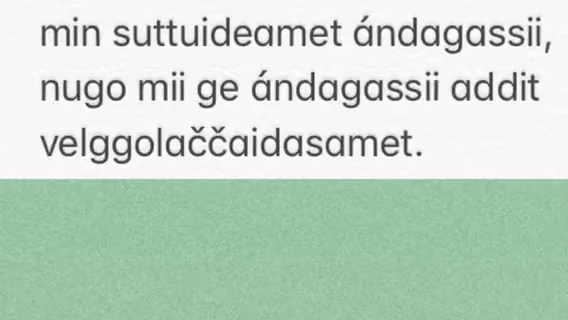 min suttuideamet ándagassii,
nugo mii ge ándagassii addit
velggolaččaidasamet.